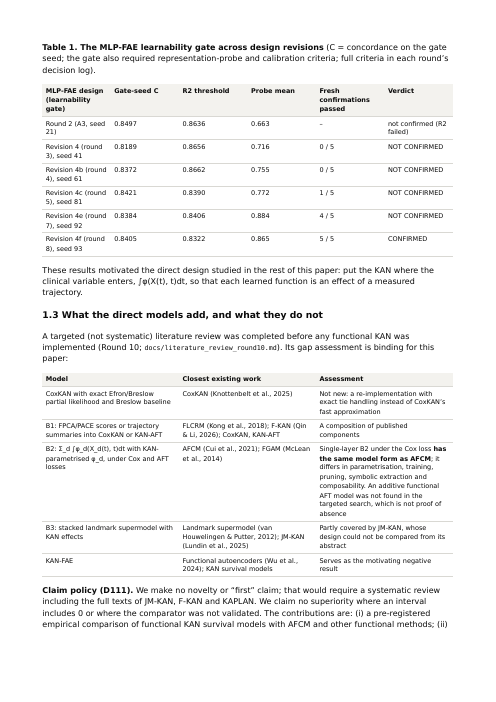 Table 1. The MLP-FAE learnability gate across design revisions (C = concordance on the gate
seed; the gate also required representation-probe and calibration criteria; full criteria in each round's
decision log).
MLP-FAE design (learnability gate) Gate-seed C R2 threshold Probe mean Fresh confirmations passed Verdict
Round 2 (A3, seed 21) 0.8497 0.8636 0.663 – not confirmed (R2 failed)
Revision 4 (round 3), seed 41 0.8189 0.8656 0.716 0 / 5 NOT CONFIRMED
Revision 4b (round 4), seed 61 0.8372 0.8662 0.755 0 / 5 NOT CONFIRMED
Revision 4c (round 5), seed 81 0.8421 0.8390 0.772 1 / 5 NOT CONFIRMED
Revision 4e (round 7), seed 92 0.8384 0.8406 0.884 4 / 5 NOT CONFIRMED
Revision 4f (round 8), seed 93 0.8405 0.8322 0.865 5 / 5 CONFIRMED
These results motivated the direct design studied in the rest of this paper: put the KAN where the
clinical variable enters, ∫φ(X(t), t)dt, so that each learned function is an effect of a measured
trajectory.
1.3 What the direct models add, and what they do not
A targeted (not systematic) literature review was completed before any functional KAN was
implemented (Round 10; docs/literature_review_round10.md). Its gap assessment is binding for this
paper:
Model Closest existing work Assessment
CoxKAN with exact Efron/Breslow partial likelihood and Breslow baseline CoxKAN (Knottenbelt et al., 2025) Not new: a re-implementation with exact tie handling instead of CoxKAN's fast approximation
B1: FPCA/PACE scores or trajectory summaries into CoxKAN or KAN-AFT FLCRM (Kong et al., 2018); F-KAN (Qin & Li, 2026); CoxKAN, KAN-AFT A composition of published components
B2: Σ_d ∫φ_d(X_d(t), t)dt with KAN-parametrised φ_d, under Cox and AFT losses AFCM (Cui et al., 2021); FGAM (McLean et al., 2014) Single-layer B2 under the Cox loss has the same model form as AFCM; it differs in parametrisation, training, pruning, symbolic extraction and composability. An additive functional AFT model was not found in the targeted search, which is not proof of absence
B3: stacked landmark supermodel with KAN effects Landmark supermodel (van Houwelingen & Putter, 2012); JM-KAN (Lundin et al., 2025) Partly covered by JM-KAN, whose design could not be compared from its abstract
KAN-FAE Functional autoencoders (Wu et al., 2024); KAN survival models Serves as the motivating negative result
Claim policy (D111). We make no novelty or “first” claim; that would require a systematic review
including the full texts of JM-KAN, F-KAN and KAPLAN. We claim no superiority where an interval
includes 0 or where the comparator was not validated. The contributions are: (i) a pre-registered
empirical comparison of functional KAN survival models with AFCM and other functional methods; (ii)